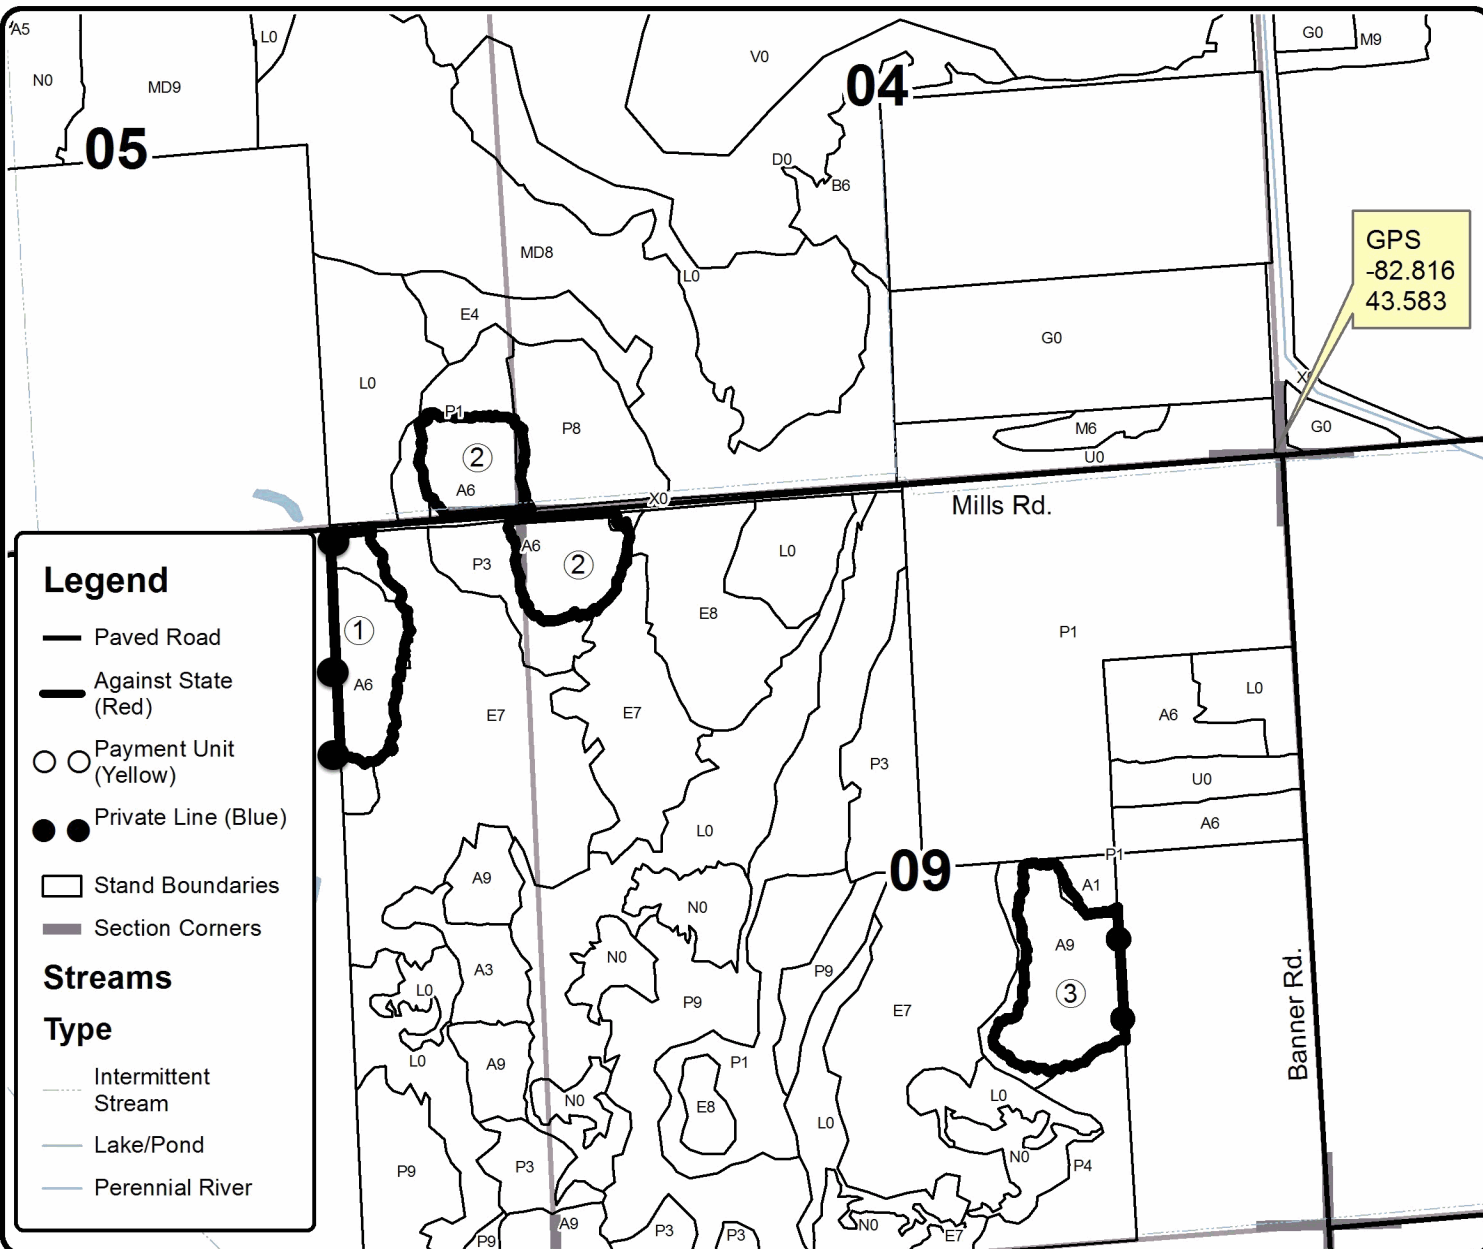 A5
L0
G0
M9
V0
N0
MD9
04
05
D0
B6
GPS
-82.816
43.583
MD8
L0
E4
G0
L0
P1
P8
M6
G0
2
U0
A6
X0
Mills Rd.
A6
2
P3
L0
E8
P1
1
A6
E7
E7
L0
A6
P3
U0
L0
A6
P1
09
A9
A1
N0
A9
N0
A3
P9
L0
P9
3
E7
L0
A9
P1
N0
E8
L0
L0
Banner Rd.
P9
P3
N0
P4
A9
P3
P3
N0
E7
P9
Legend
Paved Road
Against State
(Red)
Payment Unit
(Yellow)
Private Line (Blue)
Stand Boundaries
Section Corners
Streams
Type
Intermittent
Stream
Lake/Pond
Perennial River